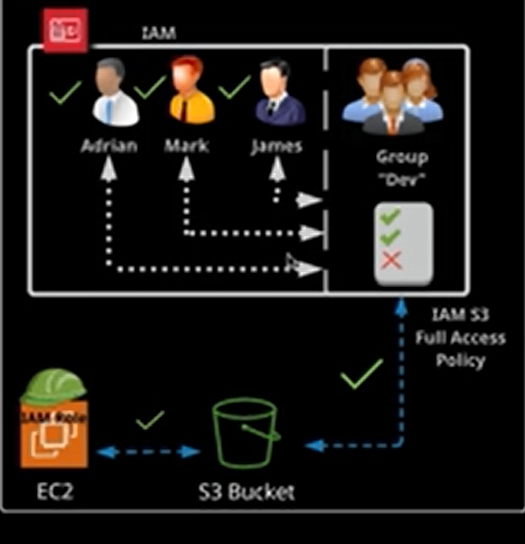 IAM
Adrian
Mark
James
Group
"Dev"
IAM S3
Full Access
Policy
IAM Role
EC2
S3 Bucket